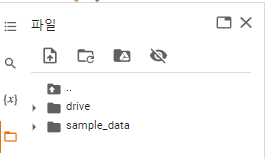 파일
{x}
..
drive
sample_data